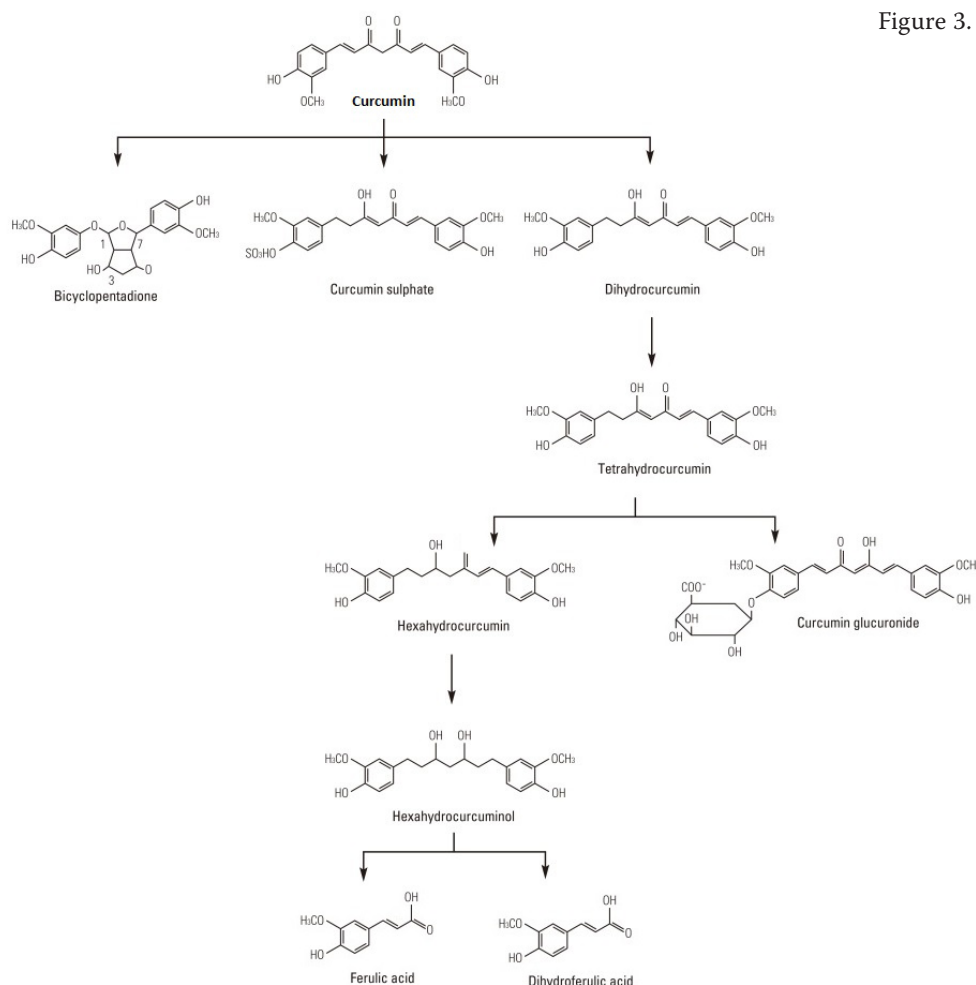 Figure 3.
O O
HO OH
OCH₃ Curcumin H₃CO
OH
H₃CO O O OCH₃
1 7
HO HO O
3
Bicyclopentadione
OH O
H₃CO OCH₃
SO₃HO OH
Curcumin sulphate
OH O
H₃CO OCH₃
HO OH
Dihydrocurcumin
OH O
H₃CO OCH₃
HO OH
Tetrahydrocurcumin
OH
H₃CO OCH₃
HO OH
Hexahydrocurcumin
O OH
H₃CO OCH
COO⁻ O OH
OH OH
OH
Curcumin glucuronide
OH OH
H₃CO OCH₃
HO OH
Hexahydrocurcuminol
OH
H₃CO O
HO
Ferulic acid
OH
H₃CO O
HO
Dihydroferulic acid